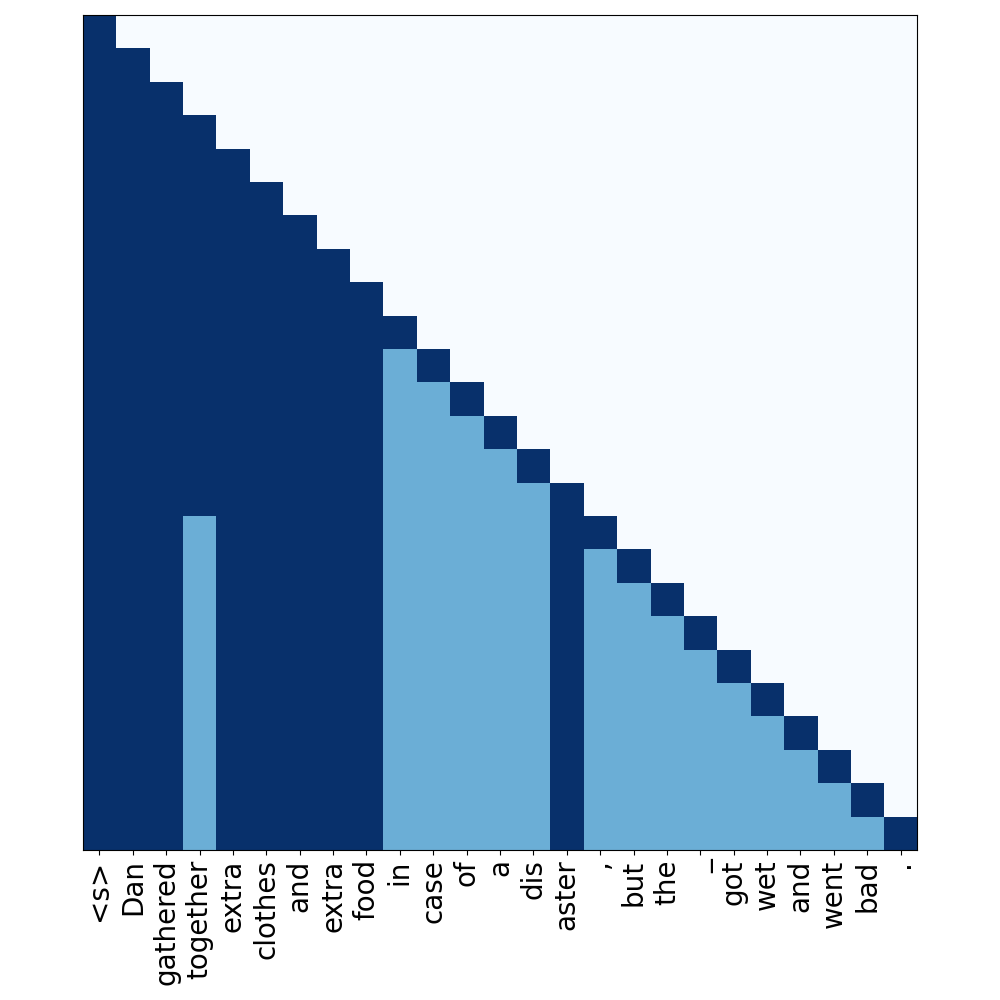 <s> Dan gathered together extra clothes and extra food in case of a dis aster , but the _ got wet and went bad .